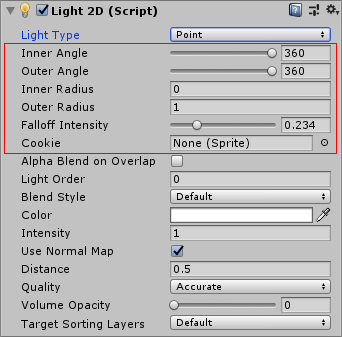 Light 2D (Script)
Light Type Point
Inner Angle 360
Outer Angle 360
Inner Radius 0
Outer Radius 1
Falloff Intensity 0.234
Cookie None (Sprite)
Alpha Blend on Overlap
Light Order 0
Blend Style Default
Color
Intensity 1
Use Normal Map
Distance 0.5
Quality Accurate
Volume Opacity 0
Target Sorting Layers Default